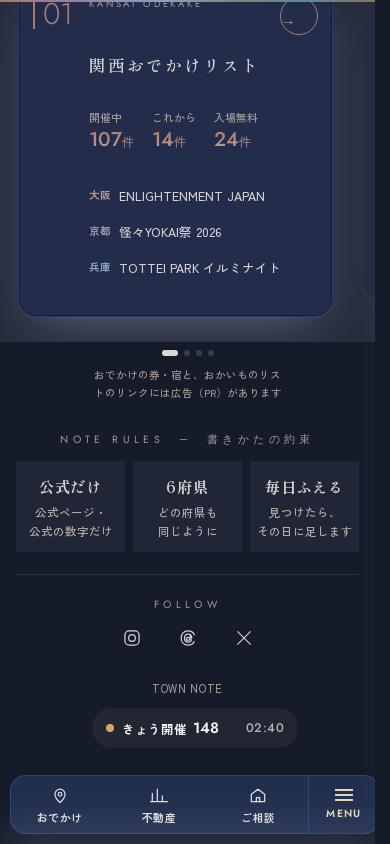 01
KANSAI ODEKAKE
→
関西おでかけリスト
開催中 これから 入場無料
107件 14件 24件
大阪 ENLIGHTENMENT JAPAN
京都 怪々YOKAI祭 2026
兵庫 TOTTEI PARK イルミナイト
おでかけの券・宿と、おかいものリス
トのリンクには広告（PR）があります
NOTE RULES — 書きかたの約束
公式だけ
公式ページ・
公式の数字だけ
6府県
どの府県も
同じように
毎日ふえる
見つけたら、
その日に足します
FOLLOW
TOWN NOTE
きょう開催 148 02:40
おでかけ 不動産 ご相談 MENU